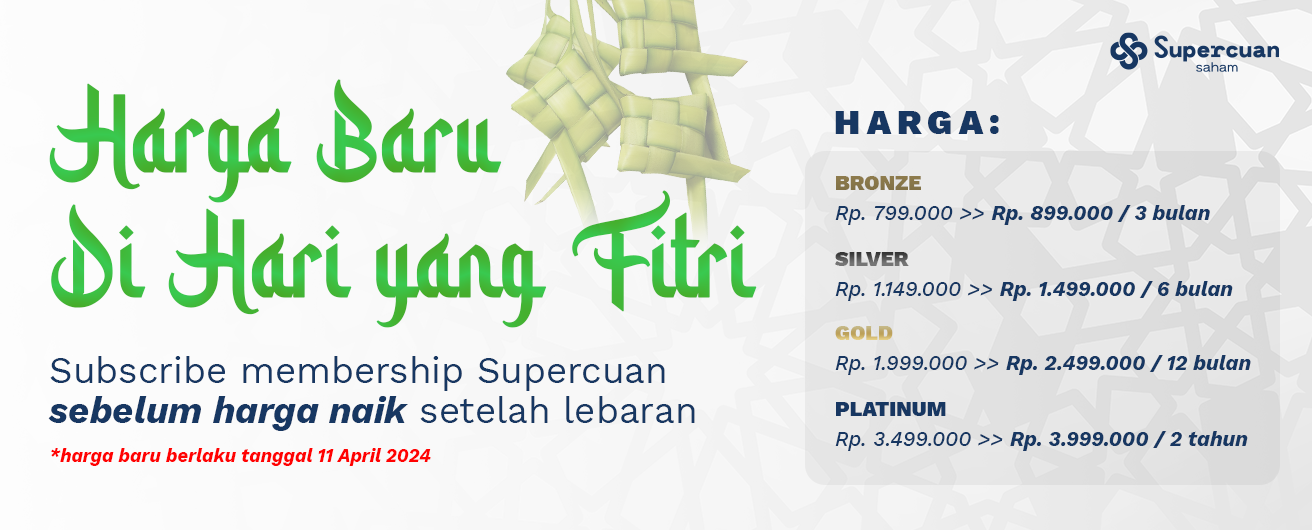 Harga Baru
Di Hari yang Fitri
Subscribe membership Supercuan
sebelum harga naik setelah lebaran
*harga baru berlaku tanggal 11 April 2024
Supercuan
saham
HARGA:
BRONZE
Rp. 799.000 >> Rp. 899.000 / 3 bulan
SILVER
Rp. 1.149.000 >> Rp. 1.499.000 / 6 bulan
GOLD
Rp. 1.999.000 >> Rp. 2.499.000 / 12 bulan
PLATINUM
Rp. 3.499.000 >> Rp. 3.999.000 / 2 tahun